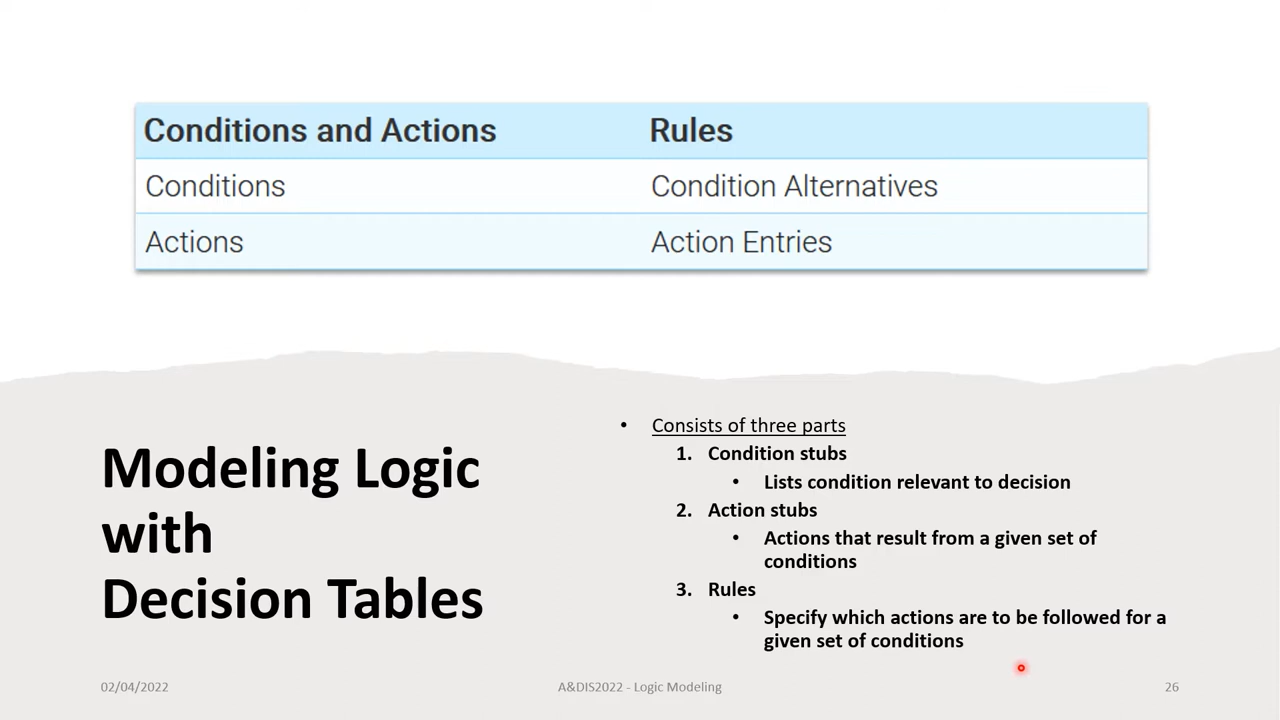 Conditions and Actions Rules
Conditions Condition Alternatives
Actions Action Entries
Modeling Logic
with
Decision Tables
• Consists of three parts
1. Condition stubs
• Lists condition relevant to decision
2. Action stubs
• Actions that result from a given set of
conditions
3. Rules
• Specify which actions are to be followed for a
given set of conditions
02/04/2022 A&DIS2022 - Logic Modeling 26